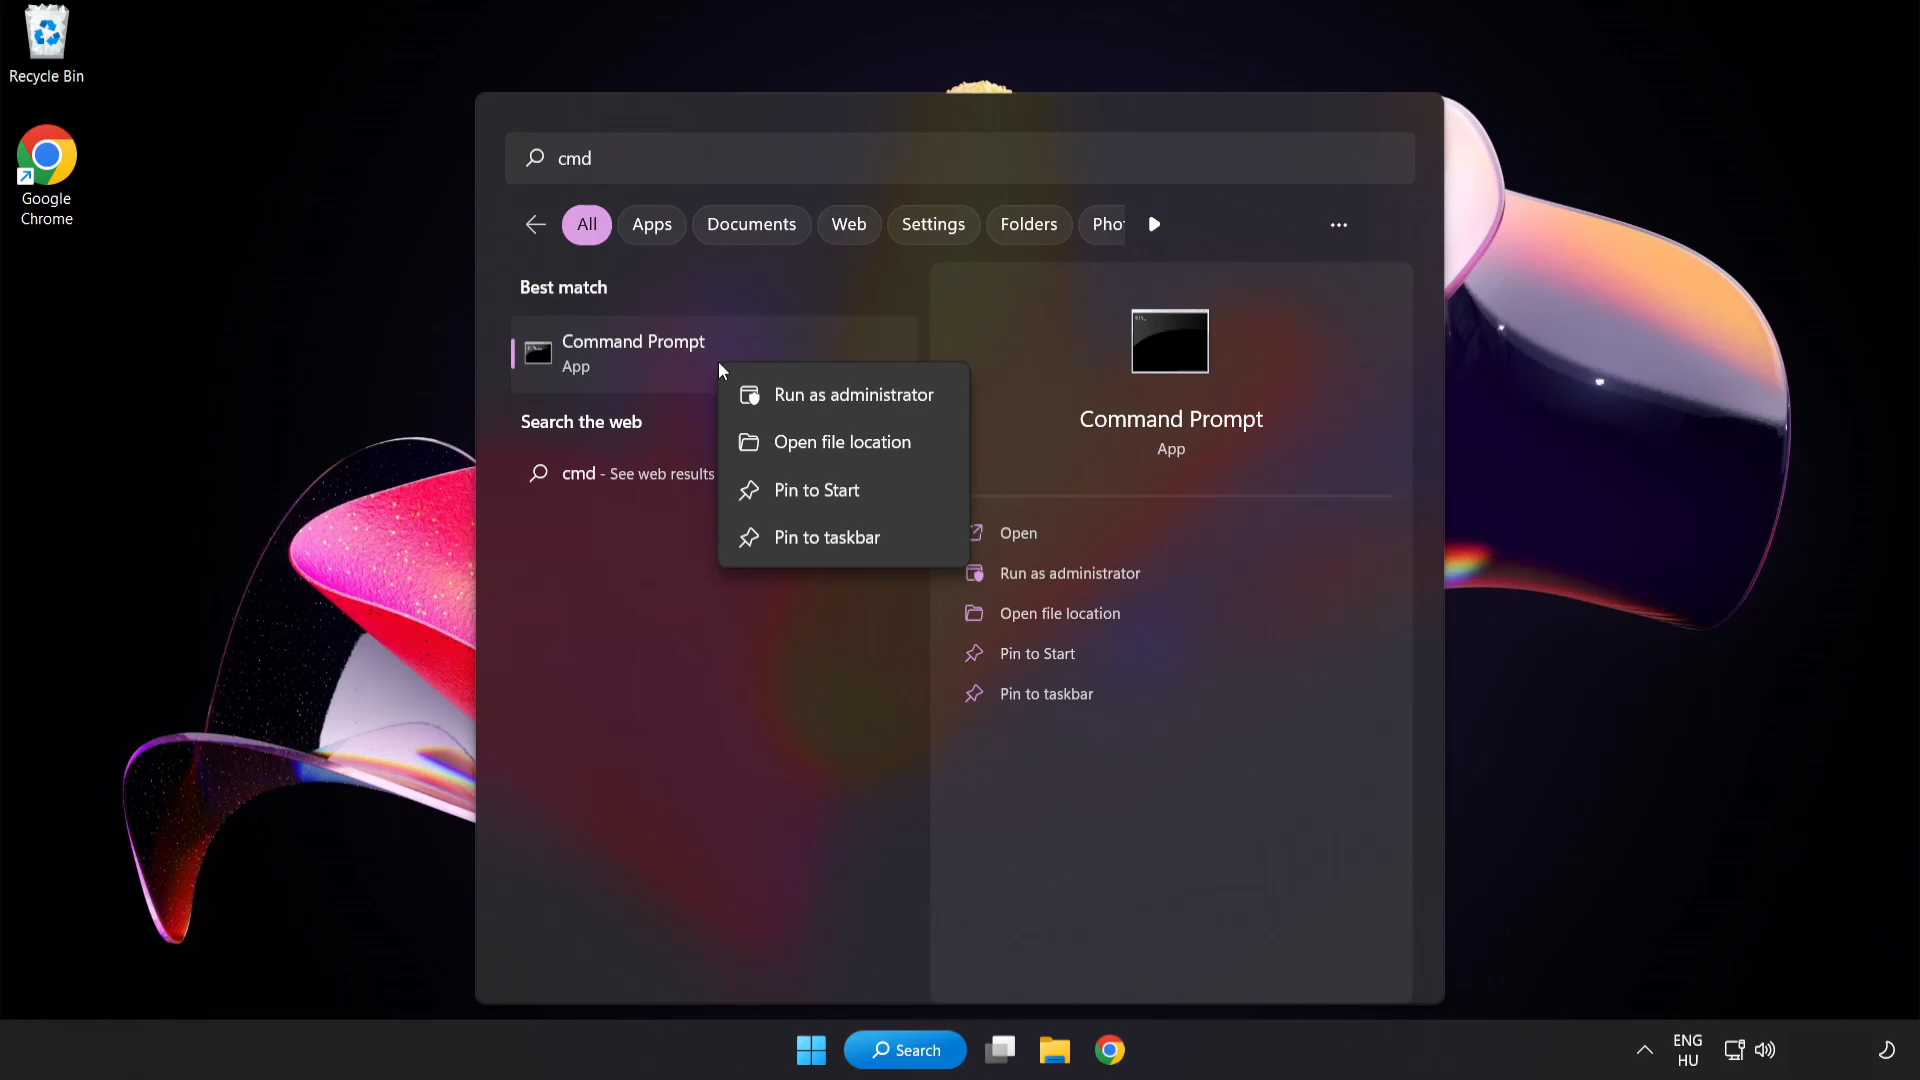 Recycle Bin
Google
Chrome
cmd
All
Apps
Documents
Web
Settings
Folders
Best match
Command Prompt
App
Search the web
cmd - See web results
Run as administrator
Open file location
Pin to Start
Pin to taskbar
Command Prompt
App
Open
Run as administrator
Open file location
Pin to Start
Pin to taskbar
Search
ENG
HU